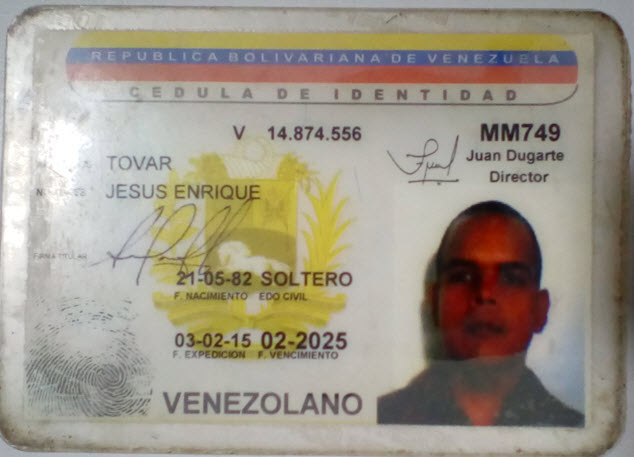 REPUBLICA BOLIVARIANA DE VENEZUELA
CEDULA DE IDENTIDAD
V 14.874.556
MM749
Juan Dugarte
Director
TOVAR
JESUS ENRIQUE
FIRMA TITULAR
21-05-82 SOLTERO
F. NACIMIENTO EDO CIVIL
03-02-15 02-2025
F. EXPEDICION F. VENCIMIENTO
VENEZOLANO